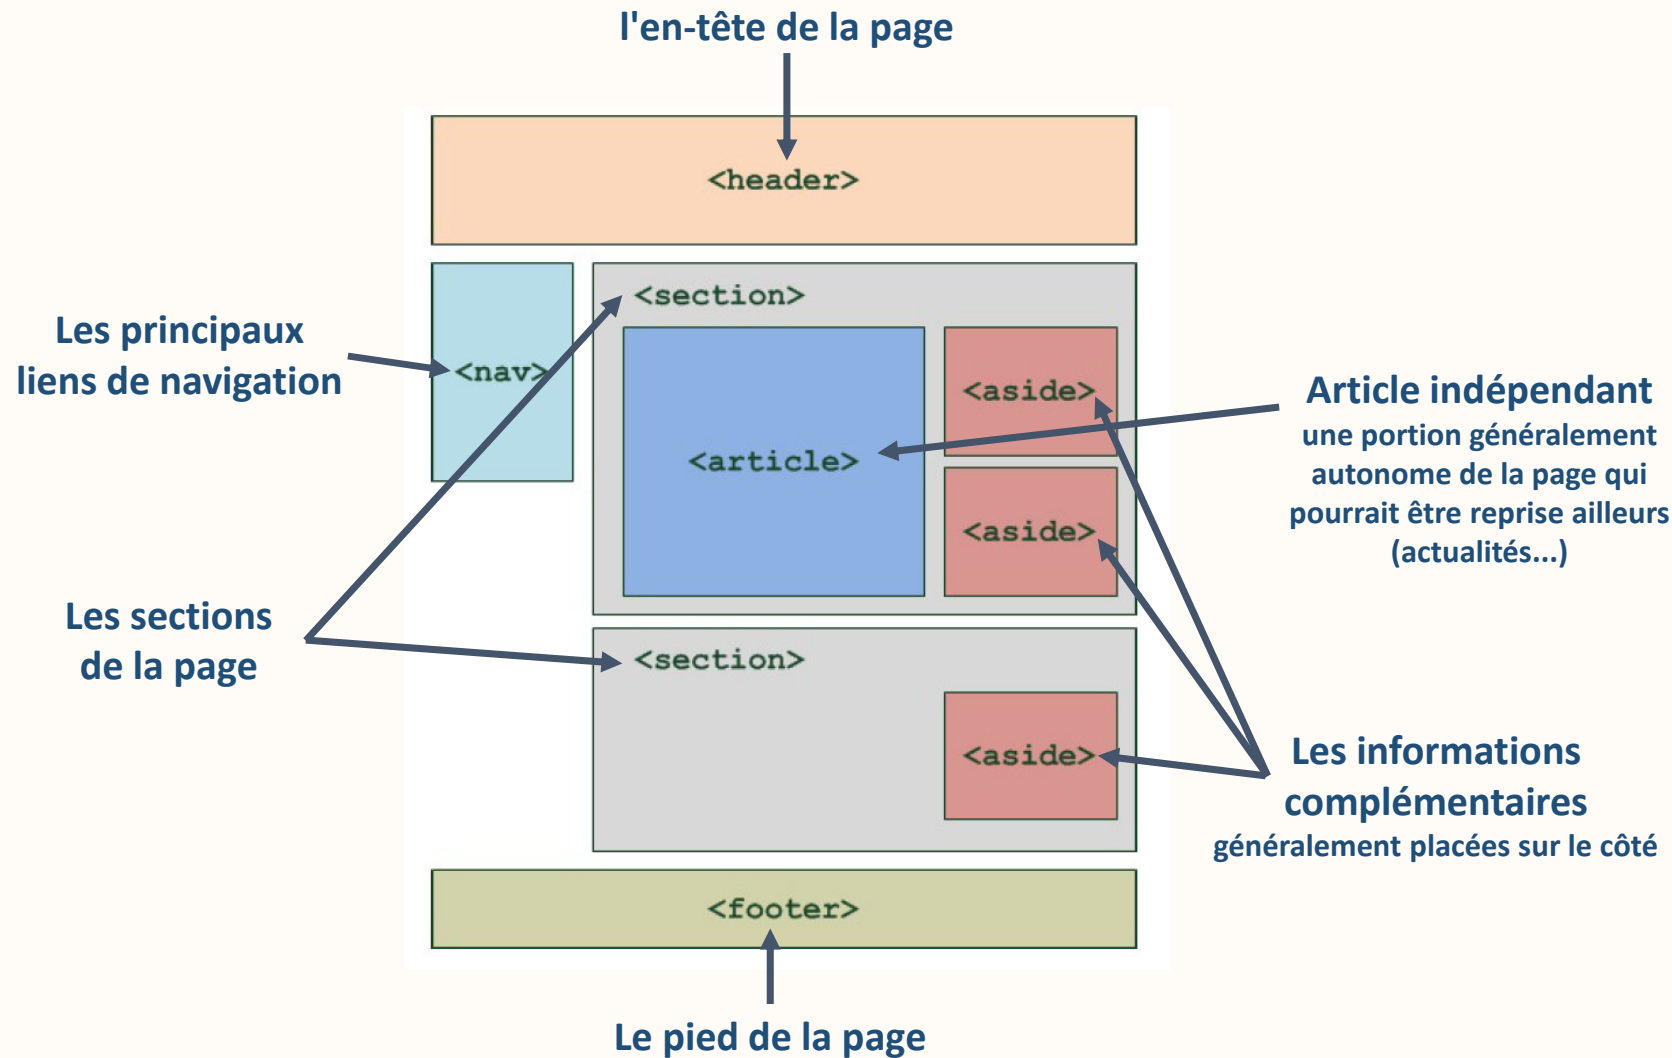 l'en-tête de la page
<header>
<section>
Les principaux
liens de navigation
<nav>
<aside>
<article>
<aside>
Article indépendant
une portion généralement
autonome de la page qui
pourrait être reprise ailleurs
(actualités...)
Les sections
de la page
<section>
<aside>
Les informations
complémentaires
généralement placées sur le côté
<footer>
Le pied de la page